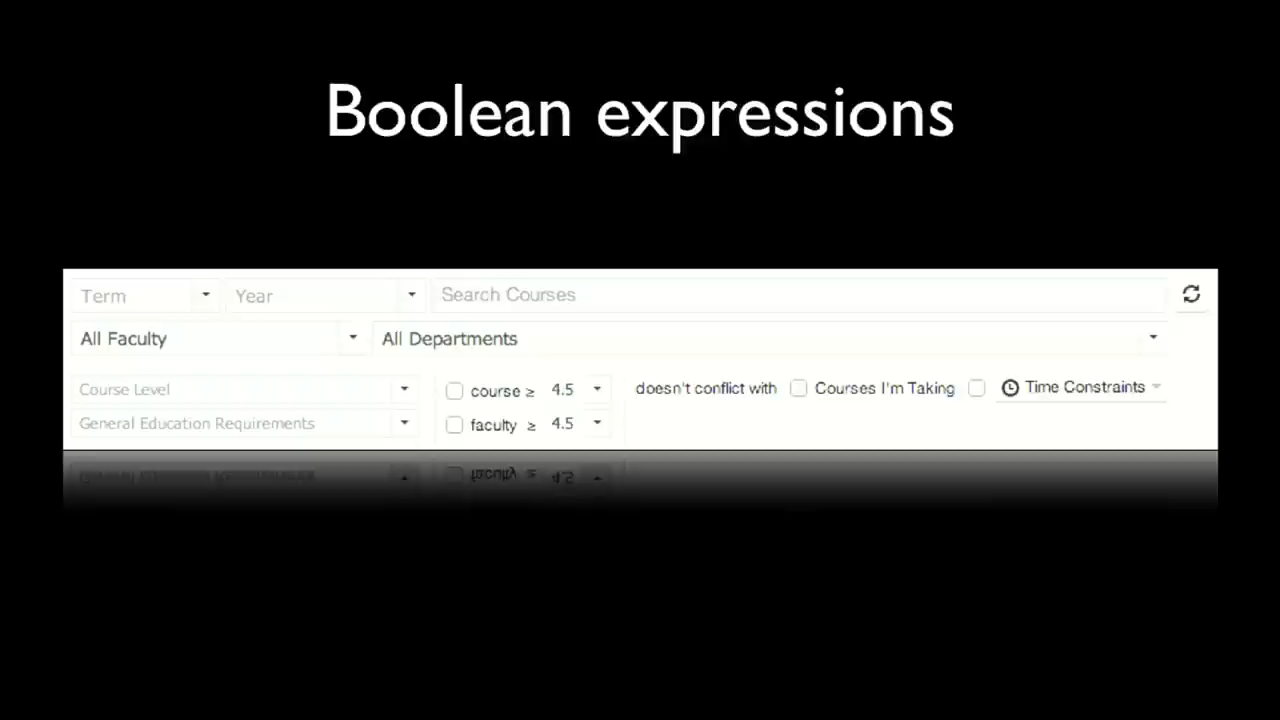 Boolean expressions
Term Year Search Courses
All Faculty All Departments
Course Level course ≥ 4.5 doesn't conflict with Courses I'm Taking Time Constraints
General Education Requirements faculty ≥ 4.5